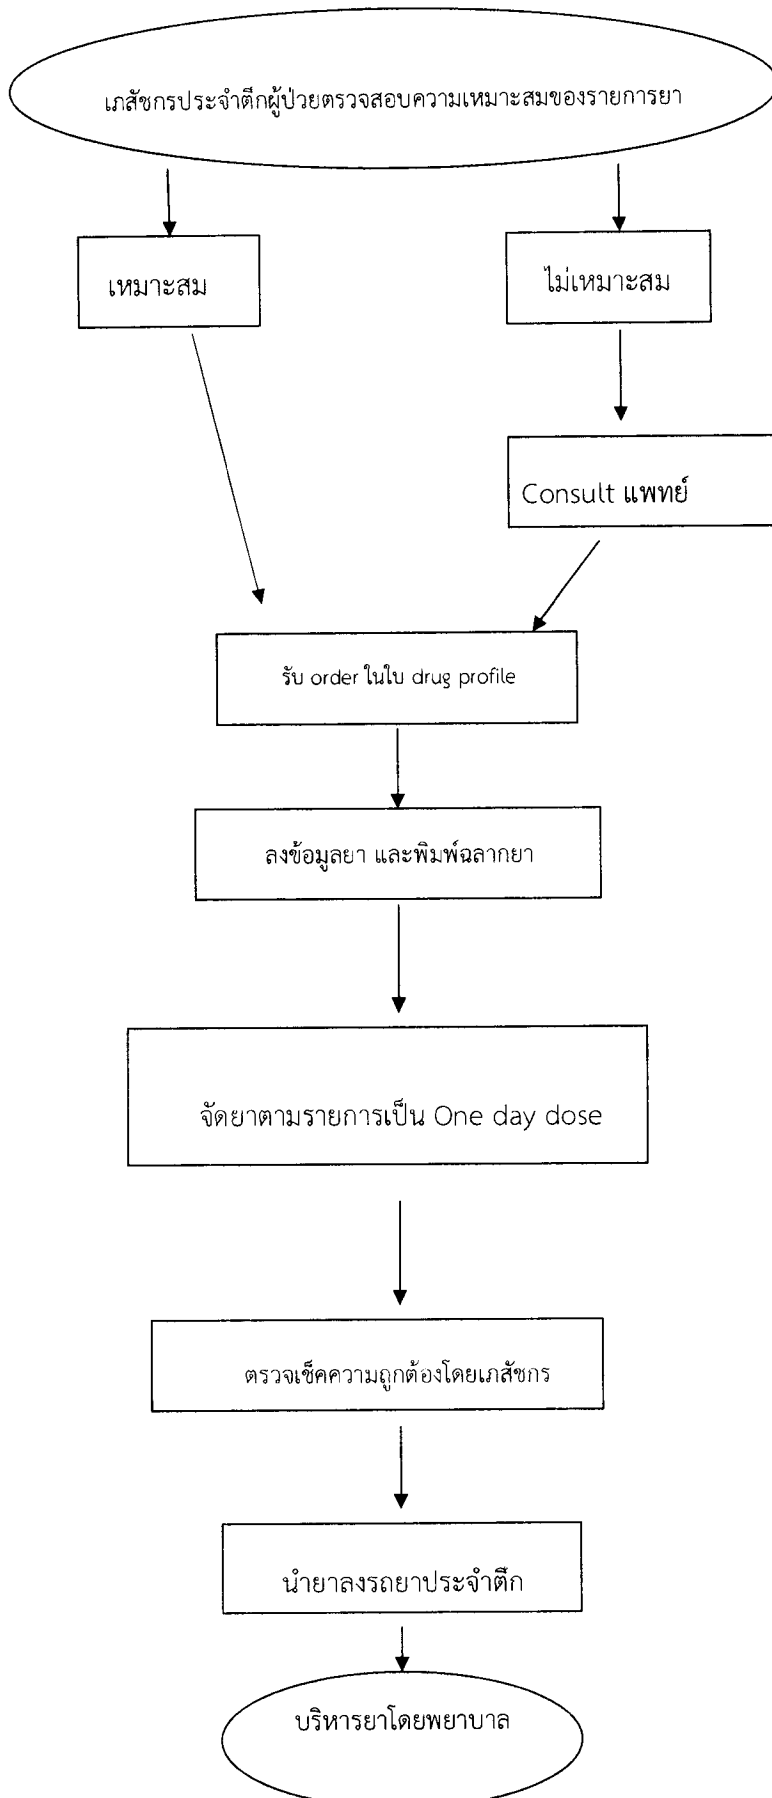 เภสัชกรประจำตึกผู้ป่วยตรวจสอบความเหมาะสมของรายการยา
เหมาะสม
ไม่เหมาะสม
Consult แพทย์
รับ order ในใบ drug profile
ลงข้อมูลยา และพิมพ์ฉลากยา
จัดยาตามรายการเป็น One day dose
ตรวจเช็คความถูกต้องโดยเภสัชกร
นำยาลงรถยาประจำตึก
บริหารยาโดยพยาบาล